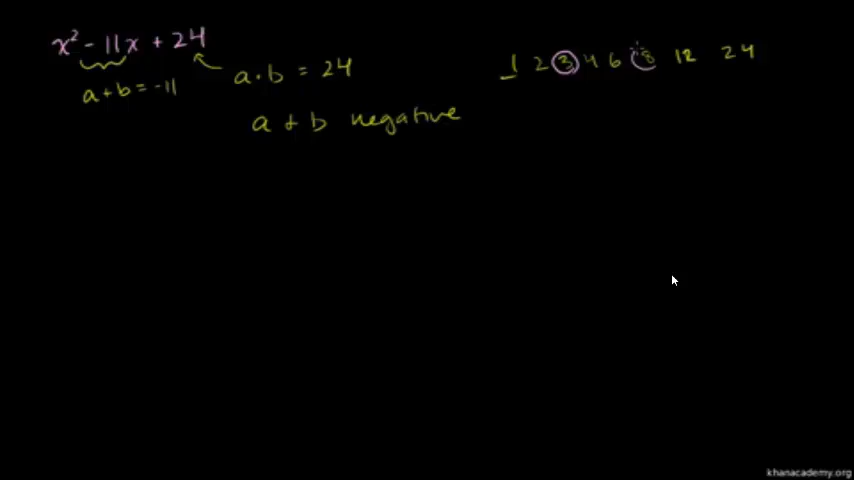 x² - 11x + 24
a + b = -11
a · b = 24
a + b negative
1 2 3 4 6 8 12 24
khanacademy.org